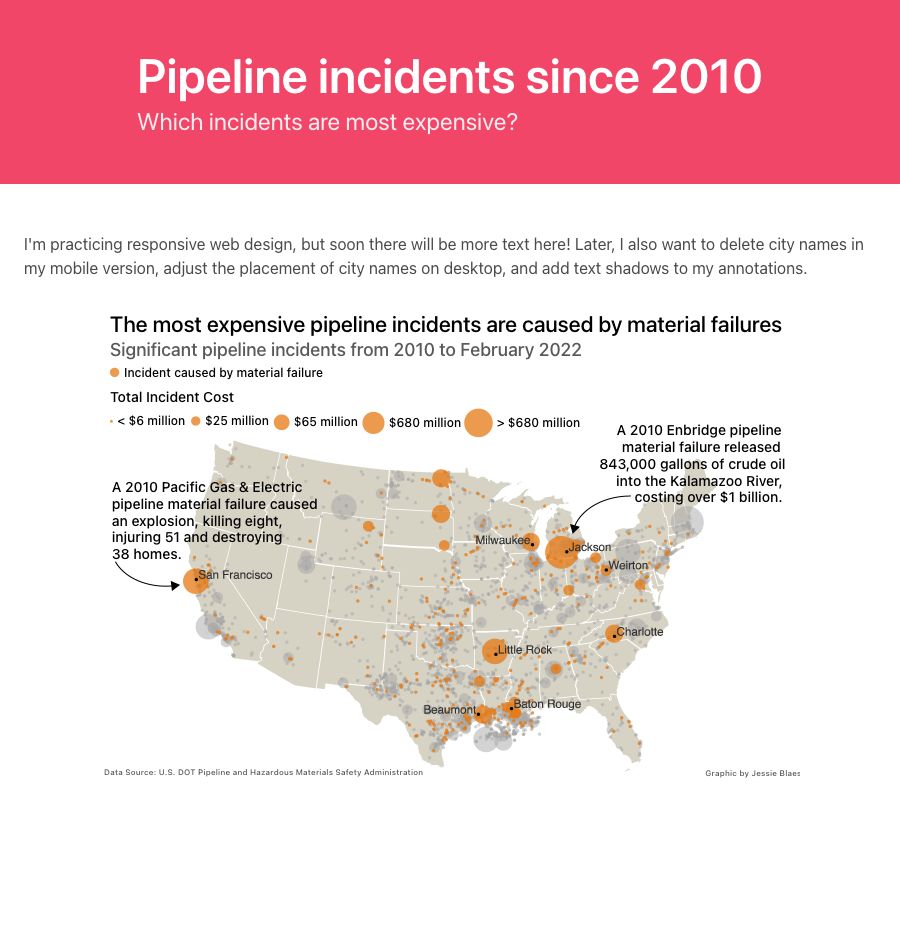 Pipeline incidents since 2010
Which incidents are most expensive?
I'm practicing responsive web design, but soon there will be more text here! Later, I also want to delete city names in
my mobile version, adjust the placement of city names on desktop, and add text shadows to my annotations.
The most expensive pipeline incidents are caused by material failures
Significant pipeline incidents from 2010 to February 2022
Incident caused by material failure
Total Incident Cost
< $6 million $25 million $65 million $680 million > $680 million
A 2010 Enbridge pipeline
material failure released
843,000 gallons of crude oil
into the Kalamazoo River,
costing over $1 billion.
A 2010 Pacific Gas & Electric
pipeline material failure caused
an explosion, killing eight,
injuring 51 and destroying
38 homes.
Milwaukee
Jackson
Weirton
San Francisco
Charlotte
Little Rock
Baton Rouge
Beaumont
Data Source: U.S. DOT Pipeline and Hazardous Materials Safety Administration
Graphic by Jessie Blaes